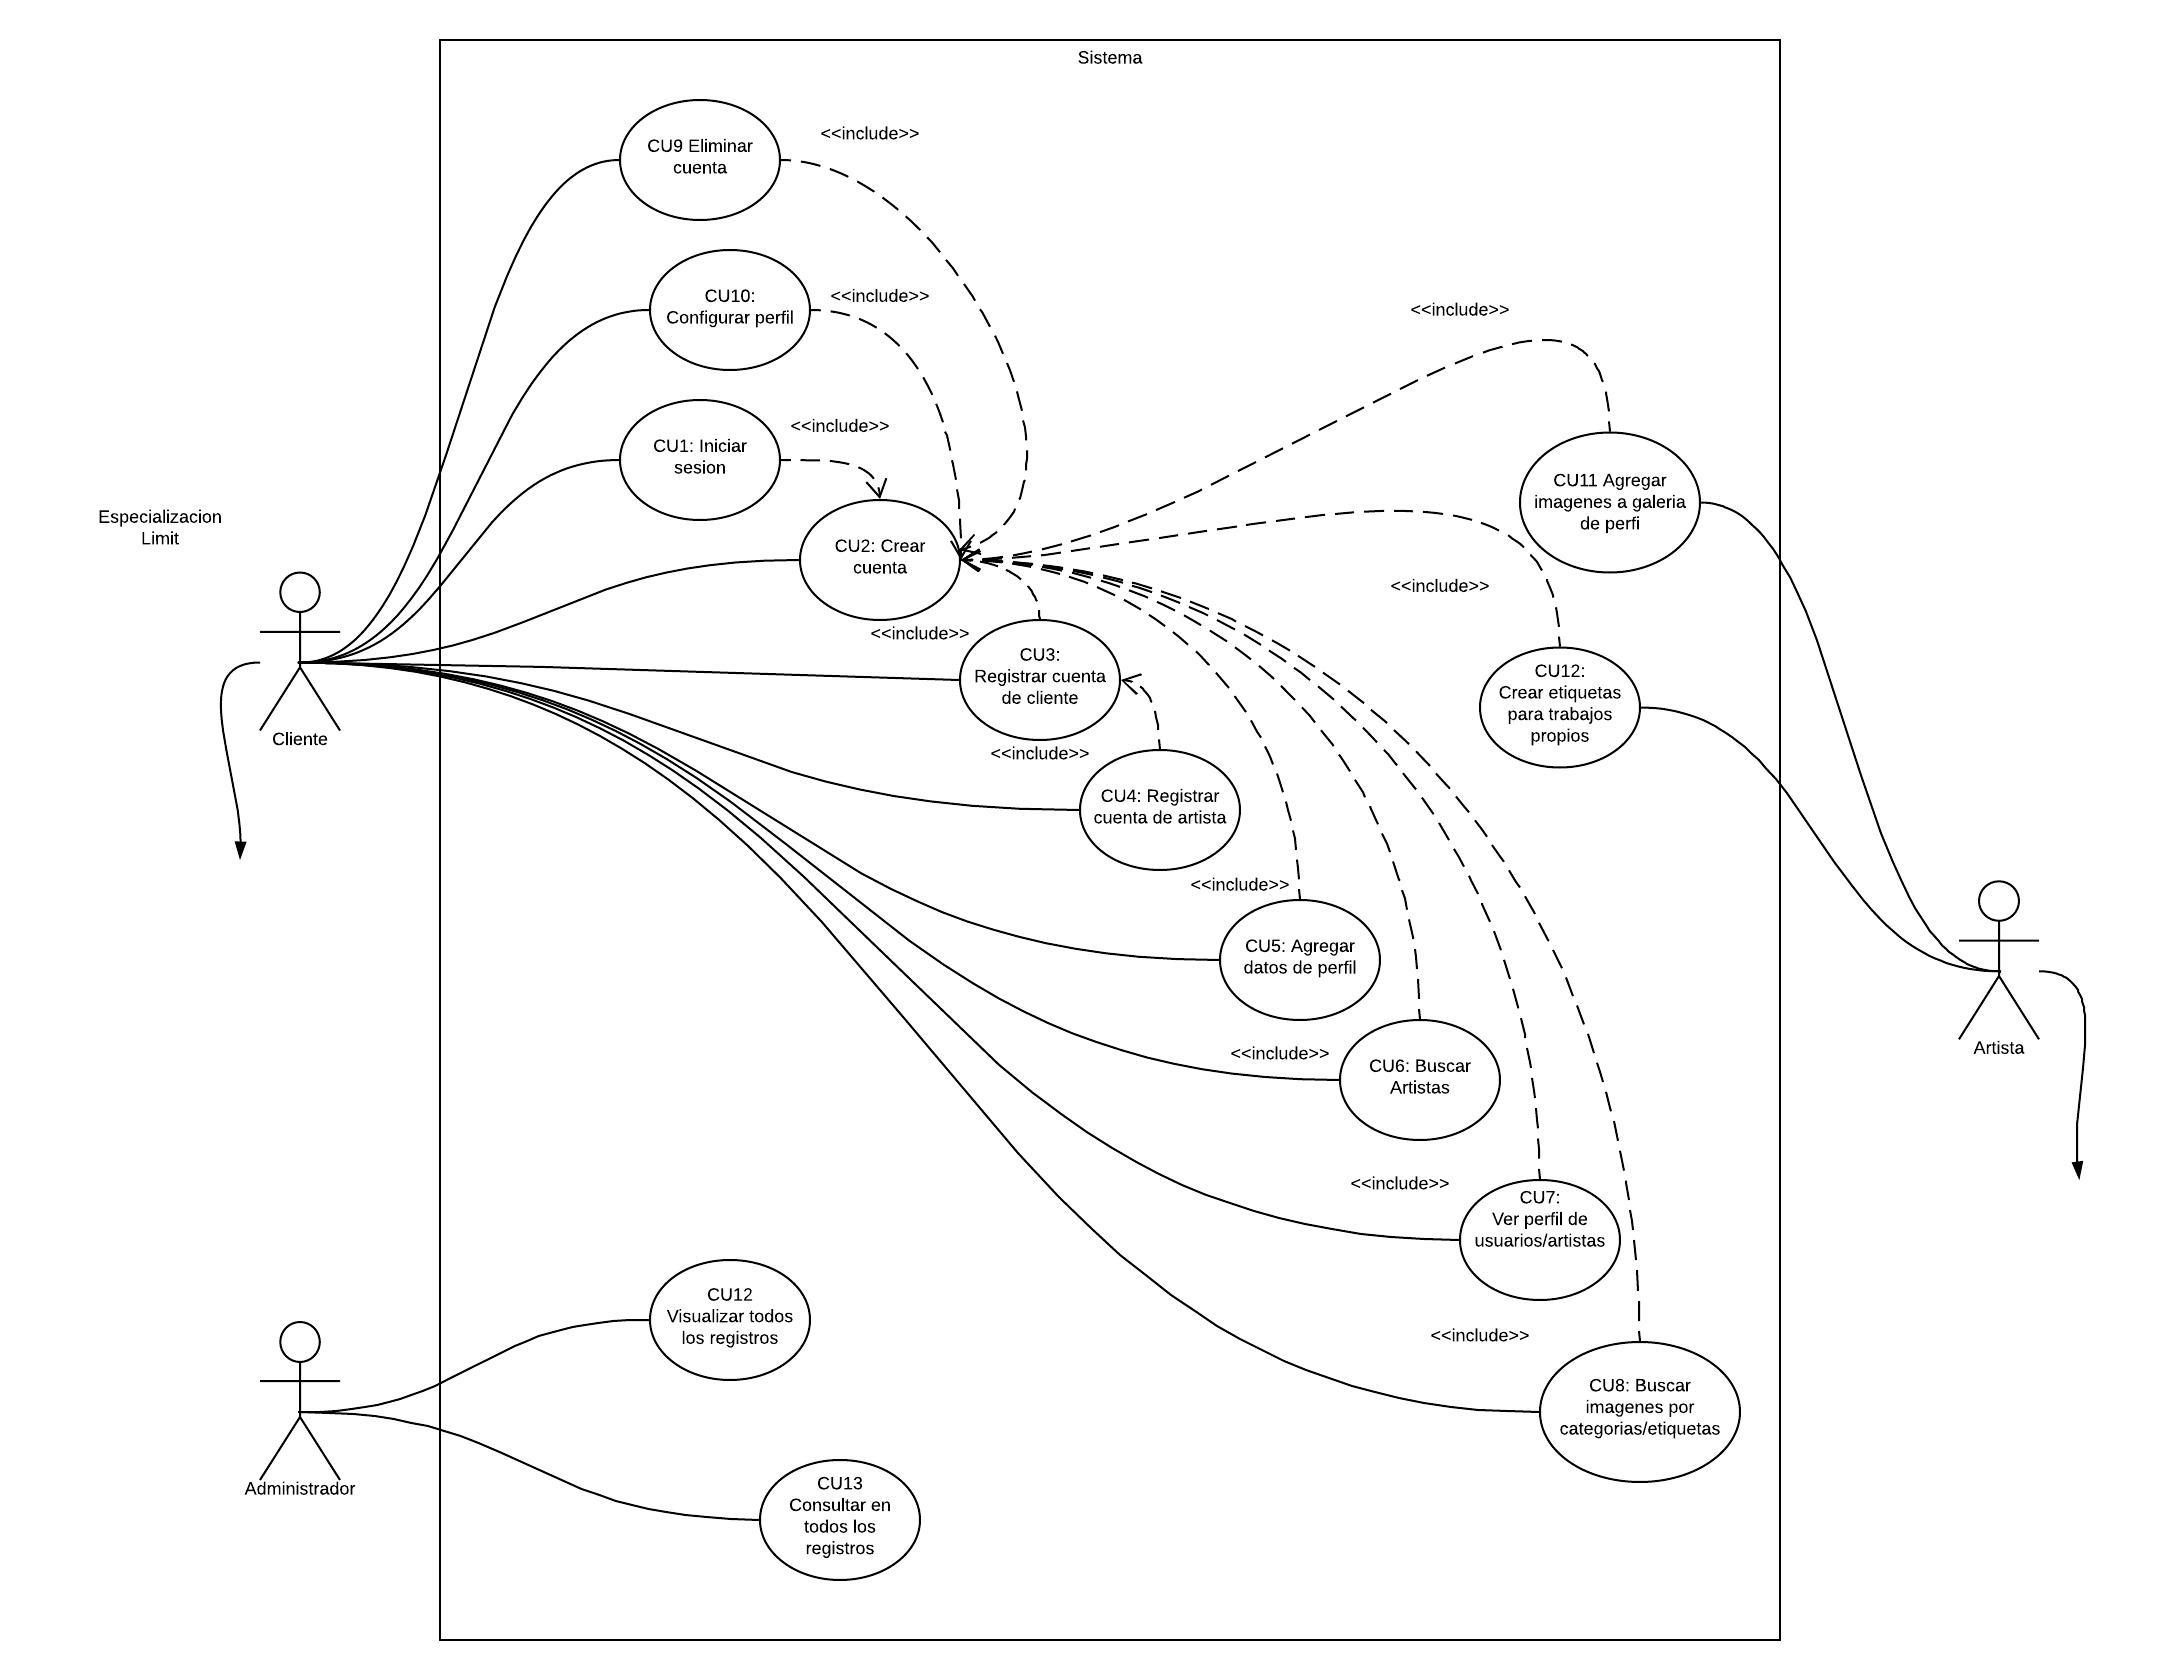 Sistema
CU9 Eliminar
cuenta
<<include>>
CU10:
Configurar perfil
<<include>>
<<include>>
CU1: Iniciar
sesion
<<include>>
CU11 Agregar
imagenes a galeria
de perfi
Especializacion
Limit
CU2: Crear
cuenta
<<include>>
<<include>>
CU3:
Registrar cuenta
de cliente
CU12:
Crear etiquetas
para trabajos
propios
Cliente
<<include>>
CU4: Registrar
cuenta de artista
<<include>>
CU5: Agregar
datos de perfil
Artista
<<include>>
CU6: Buscar
Artistas
<<include>>
CU7:
Ver perfil de
usuarios/artistas
CU12
Visualizar todos
los registros
<<include>>
CU8: Buscar
imagenes por
categorias/etiquetas
Administrador
CU13
Consultar en
todos los
registros